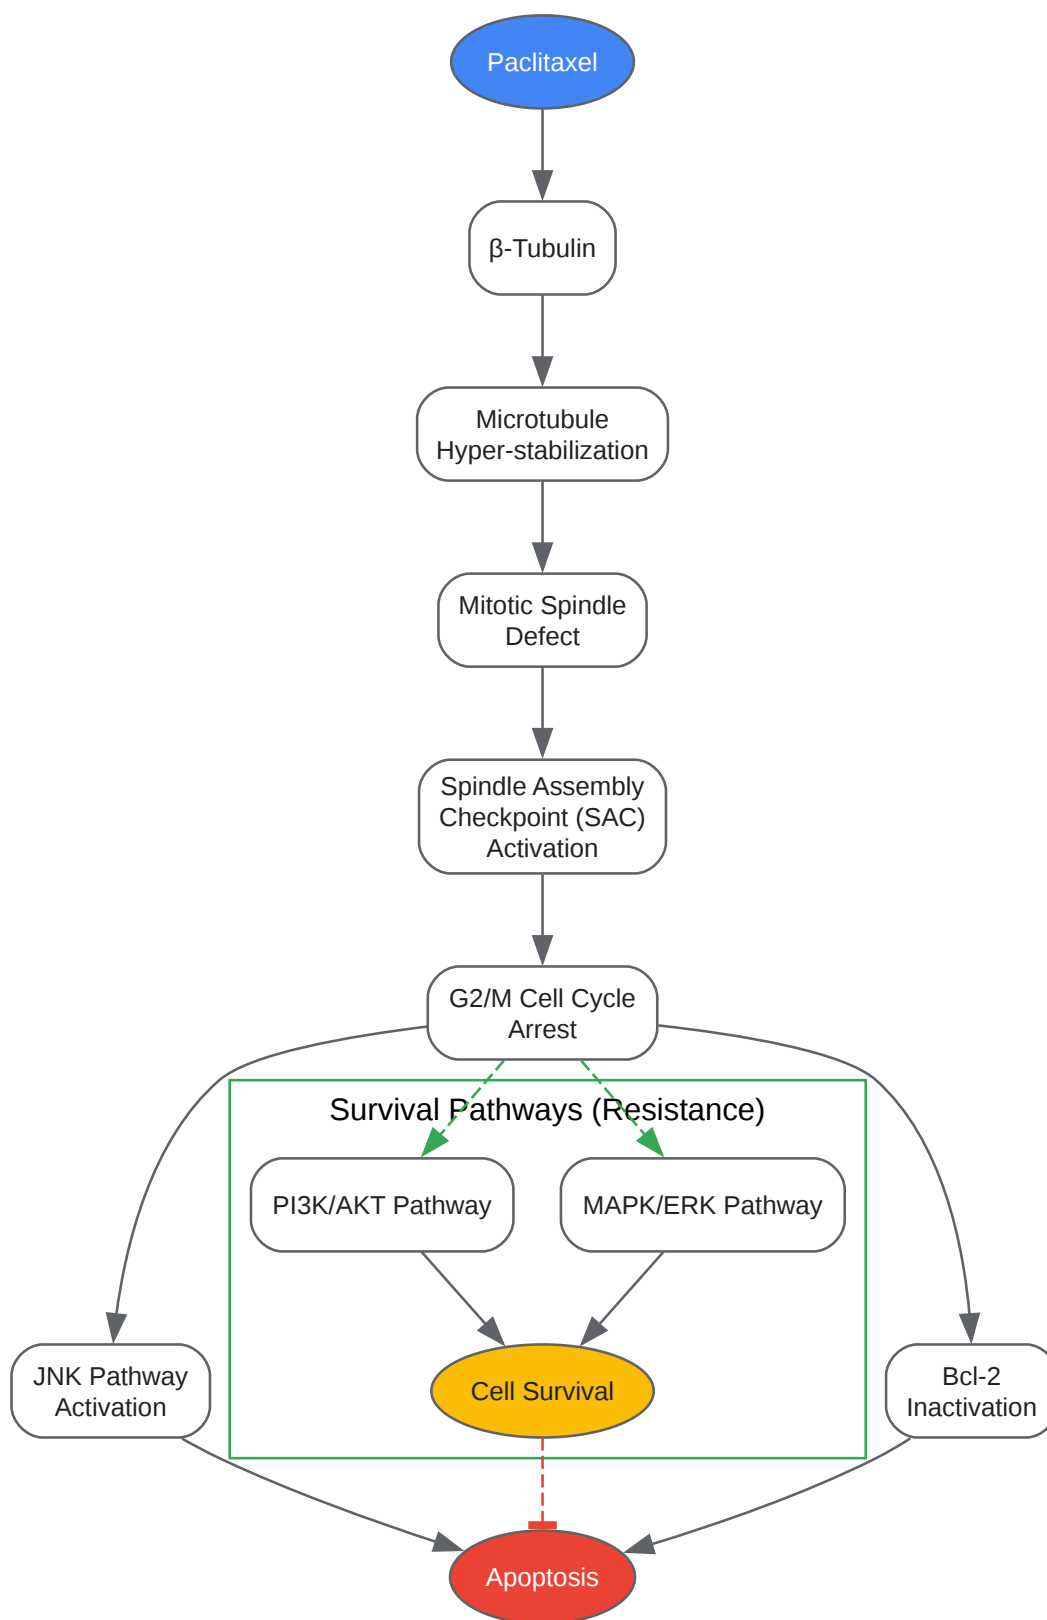 Paclitaxel
β-Tubulin
Microtubule
Hyper-stabilization
Mitotic Spindle
Defect
Spindle Assembly
Checkpoint (SAC)
Activation
G2/M Cell Cycle
Arrest
Survival Pathways (Resistance)
PI3K/AKT Pathway
MAPK/ERK Pathway
JNK Pathway
Activation
Cell Survival
Bcl-2
Inactivation
Apoptosis